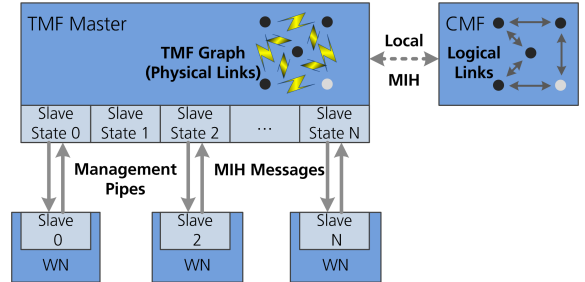 TMF Master
TMF Graph
(Physical Links)
Local
MIH
CMF
Logical
Links
Slave
State 0
Slave
State 1
Slave
State 2
...
Slave
State N
Management
Pipes
MIH Messages
Slave
0
WN
Slave
2
WN
Slave
N
WN